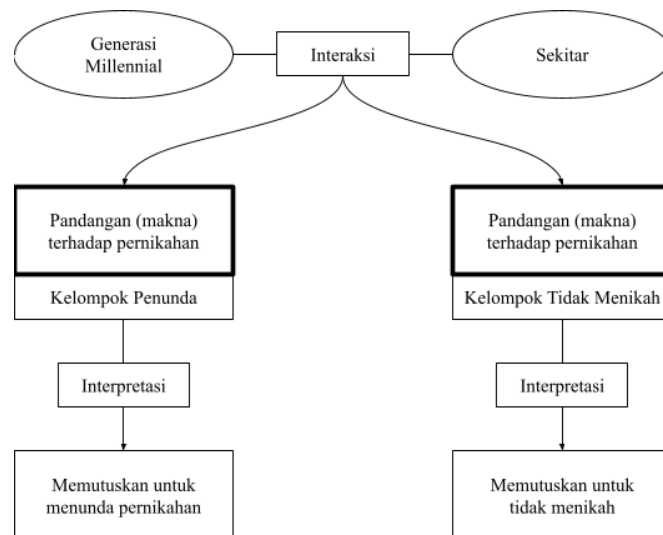 Generasi
Millennial
Interaksi
Sekitar
Pandangan (makna)
terhadap pernikahan
Kelompok Penunda
Interpretasi
Memutuskan untuk
menunda pernikahan
Pandangan (makna)
terhadap pernikahan
Kelompok Tidak Menikah
Interpretasi
Memutuskan untuk
tidak menikah